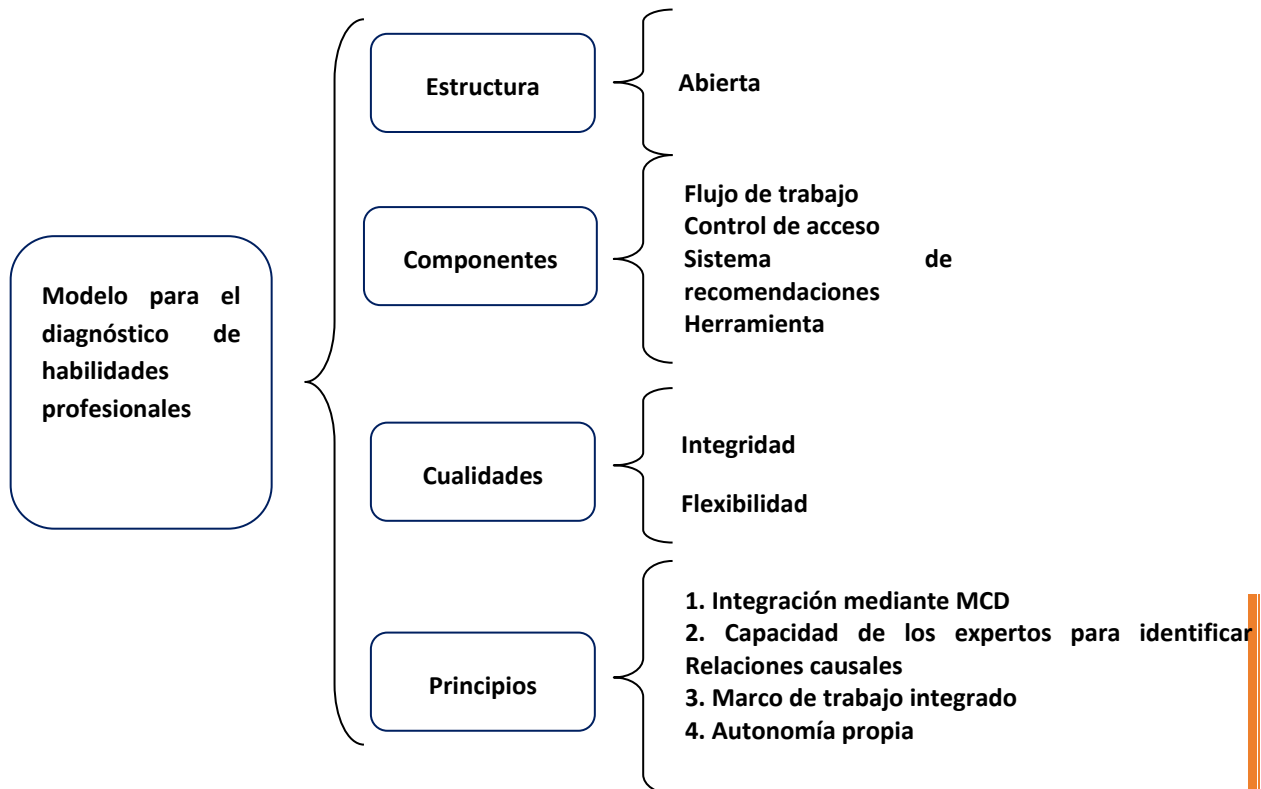 Modelo para el
diagnóstico de
habilidades
profesionales
Estructura
Abierta
Componentes
Flujo de trabajo
Control de acceso
Sistema de
recomendaciones
Herramienta
Cualidades
Integridad
Flexibilidad
Principios
1. Integración mediante MCD
2. Capacidad de los expertos para identificar
Relaciones causales
3. Marco de trabajo integrado
4. Autonomía propia